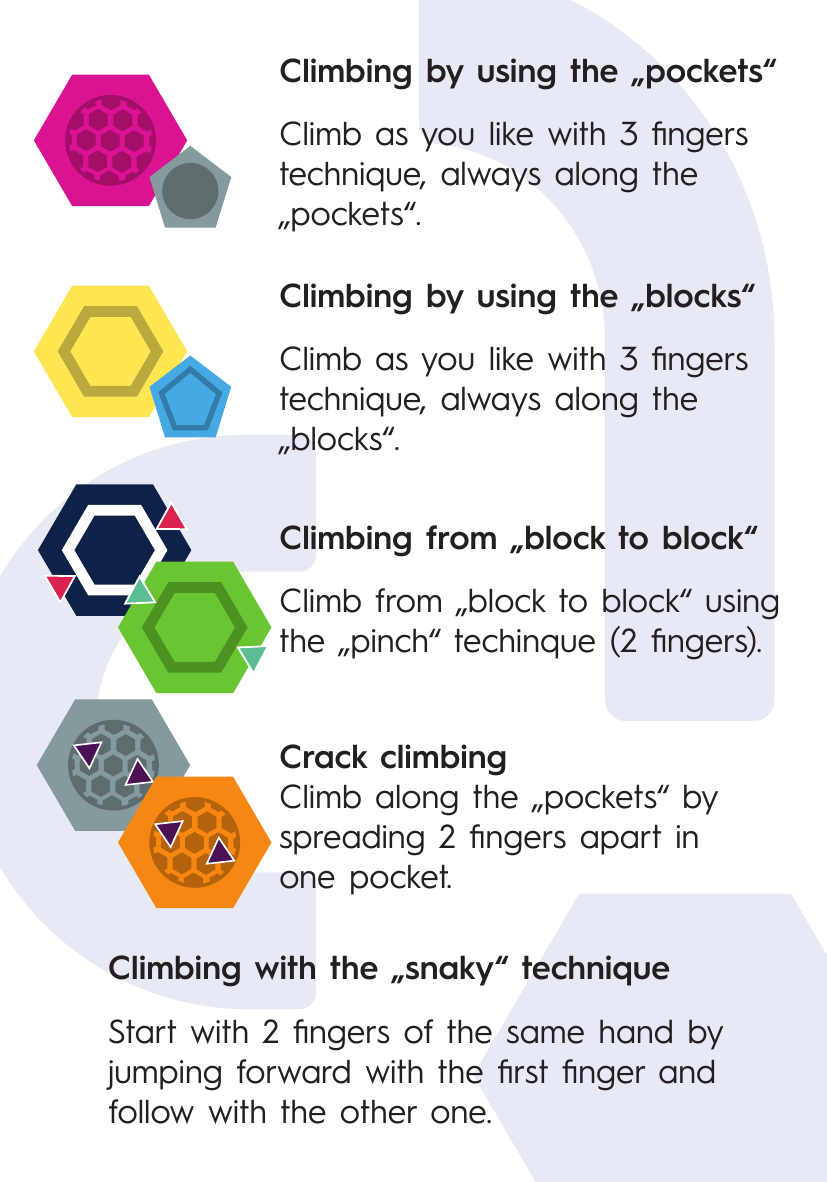 Climbing by using the „pockets“
Climb as you like with 3 fingers
technique, always along the
„pockets“.
Climbing by using the „blocks“
Climb as you like with 3 fingers
technique, always along the
„blocks“.
Climbing from „block to block“
Climb from „block to block“ using
the „pinch“ techinque (2 fingers).
Crack climbing
Climb along the „pockets“ by
spreading 2 fingers apart in
one pocket.
Climbing with the „snaky“ technique
Start with 2 fingers of the same hand by
jumping forward with the first finger and
follow with the other one.